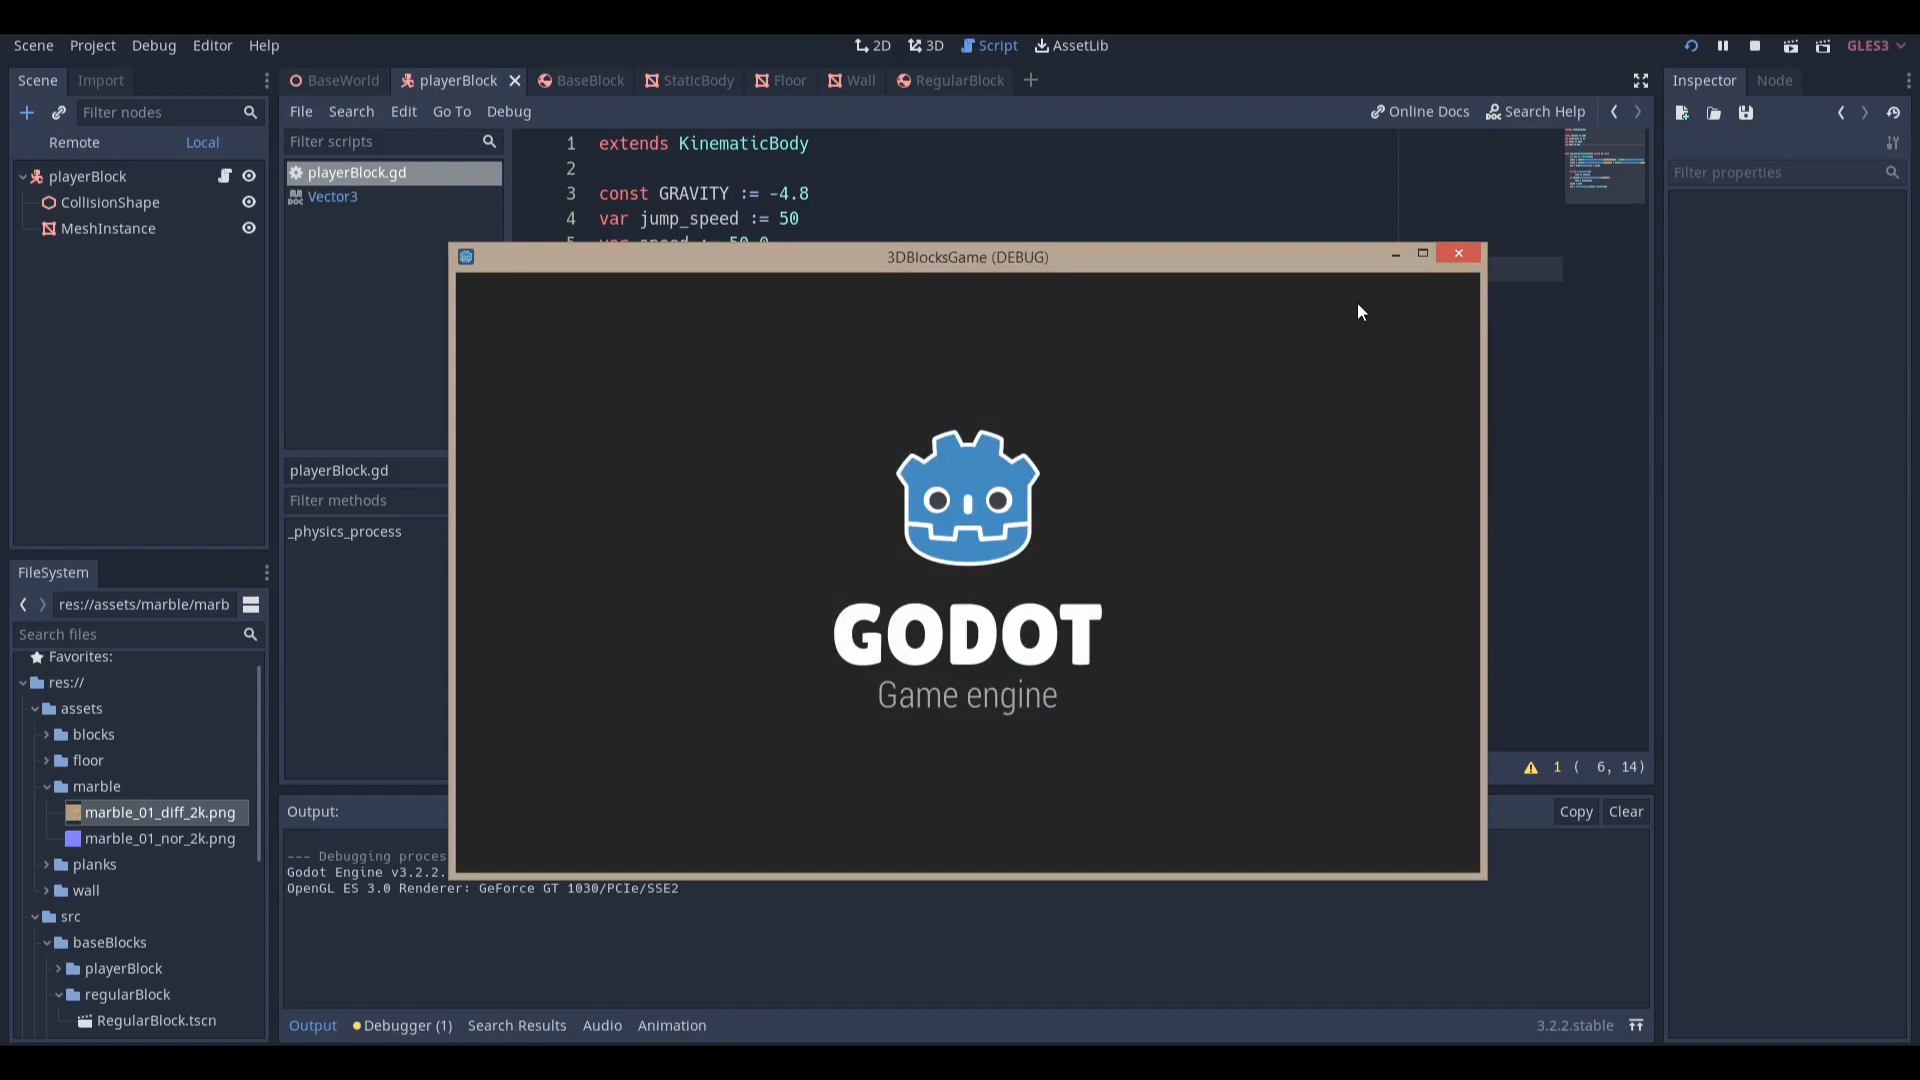 Scene Project Debug Editor Help
2D 3D Script AssetLib
GLES3
Scene Import
BaseWorld playerBlock BaseBlock StaticBody Floor Wall RegularBlock
Inspector Node
Filter nodes
File Search Edit Go To Debug
Online Docs Search Help
Remote Local
Filter scripts
Filter properties
playerBlock
CollisionShape
MeshInstance
playerBlock.gd
Vector3
1 extends KinematicBody
2
3 const GRAVITY := -4.8
4 var jump_speed := 50
3DBlocksGame (DEBUG)
GODOT
Game engine
playerBlock.gd
Filter methods
_physics_process
1 ( 6, 14)
FileSystem
res://assets/marble/marb
Search files
Favorites:
res://
assets
blocks
floor
marble
marble_01_diff_2k.png
marble_01_nor_2k.png
planks
wall
src
baseBlocks
playerBlock
regularBlock
RegularBlock.tscn
Output:
Copy Clear
--- Debugging proces
Godot Engine v3.2.2.
OpenGL ES 3.0 Renderer: GeForce GT 1030/PCIe/SSE2
Output Debugger (1) Search Results Audio Animation
3.2.2.stable